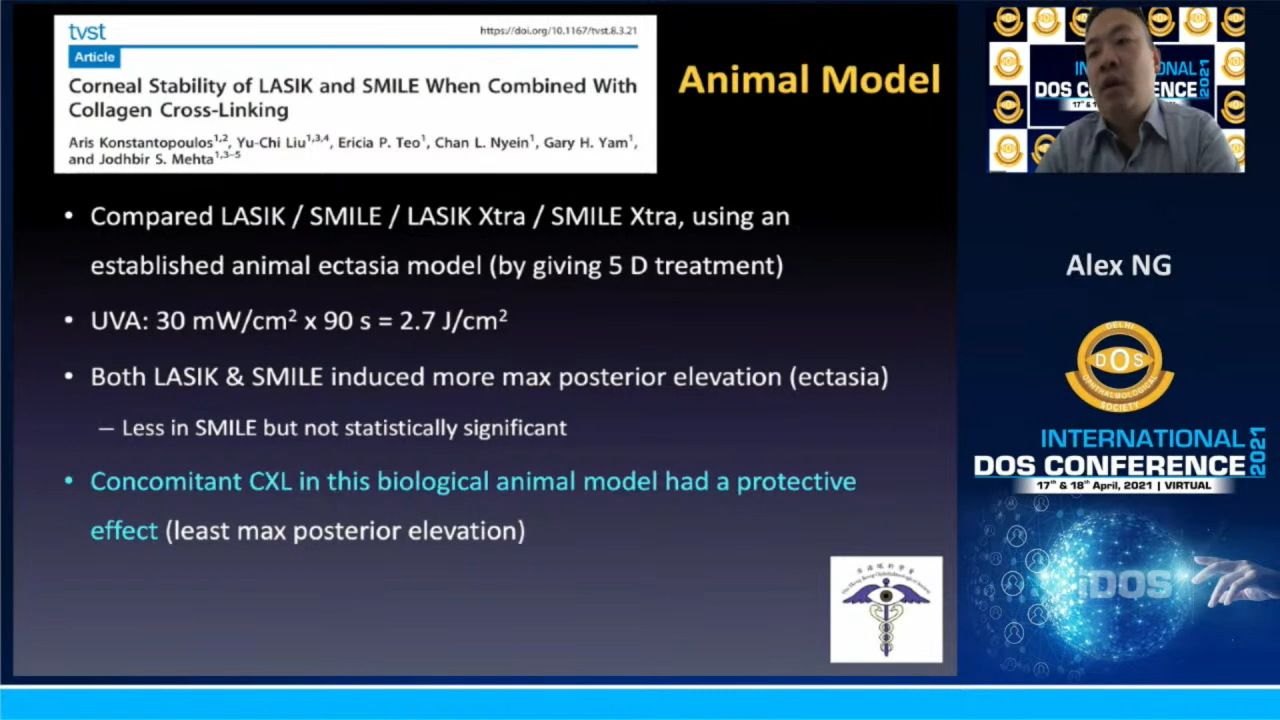 tvst
https://doi.org/10.1167/tvst.8.3.21
Article
Corneal Stability of LASIK and SMILE When Combined With
Collagen Cross-Linking
Aris Konstantopoulos1,2, Yu-Chi Liu1,3,4, Ericia P. Teo1, Chan L. Nyein1, Gary H. Yam1,
and Jodhbir S. Mehta1,3–5
Animal Model
• Compared LASIK / SMILE / LASIK Xtra / SMILE Xtra, using an
established animal ectasia model (by giving 5 D treatment)
• UVA: 30 mW/cm2 x 90 s = 2.7 J/cm2
• Both LASIK & SMILE induced more max posterior elevation (ectasia)
– Less in SMILE but not statistically significant
• Concomitant CXL in this biological animal model had a protective
effect (least max posterior elevation)
Alex NG
DELHI
DOS
OPHTHALMOLOGICAL
SOCIETY
INTERNATIONAL
DOS CONFERENCE
2021
17th & 18th April, 2021 | VIRTUAL
iDOS